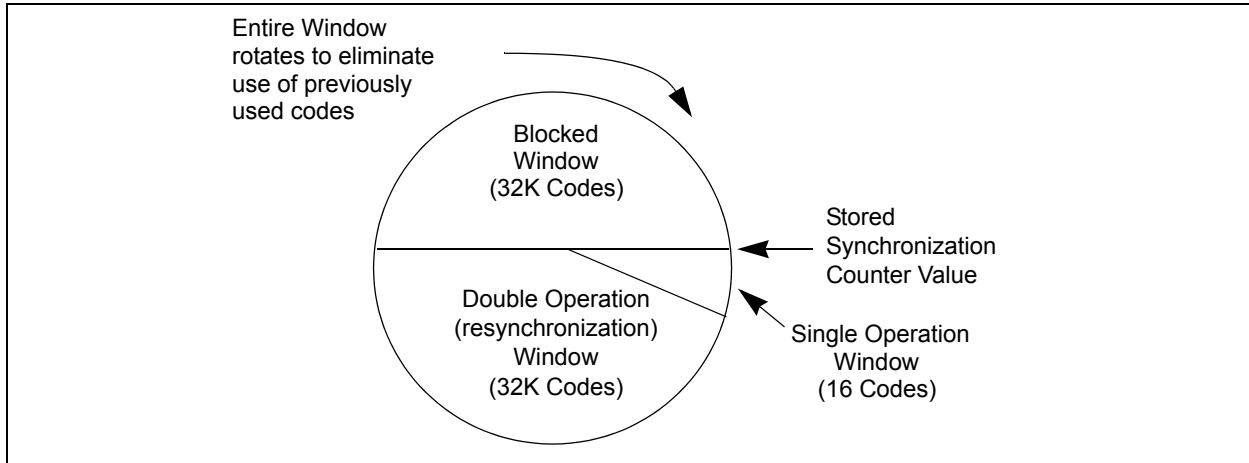 Entire Window
rotates to eliminate
use of previously
used codes
Blocked
Window
(32K Codes)
Stored
Synchronization
Counter Value
Double Operation
(resynchronization)
Window
(32K Codes)
Single Operation
Window
(16 Codes)